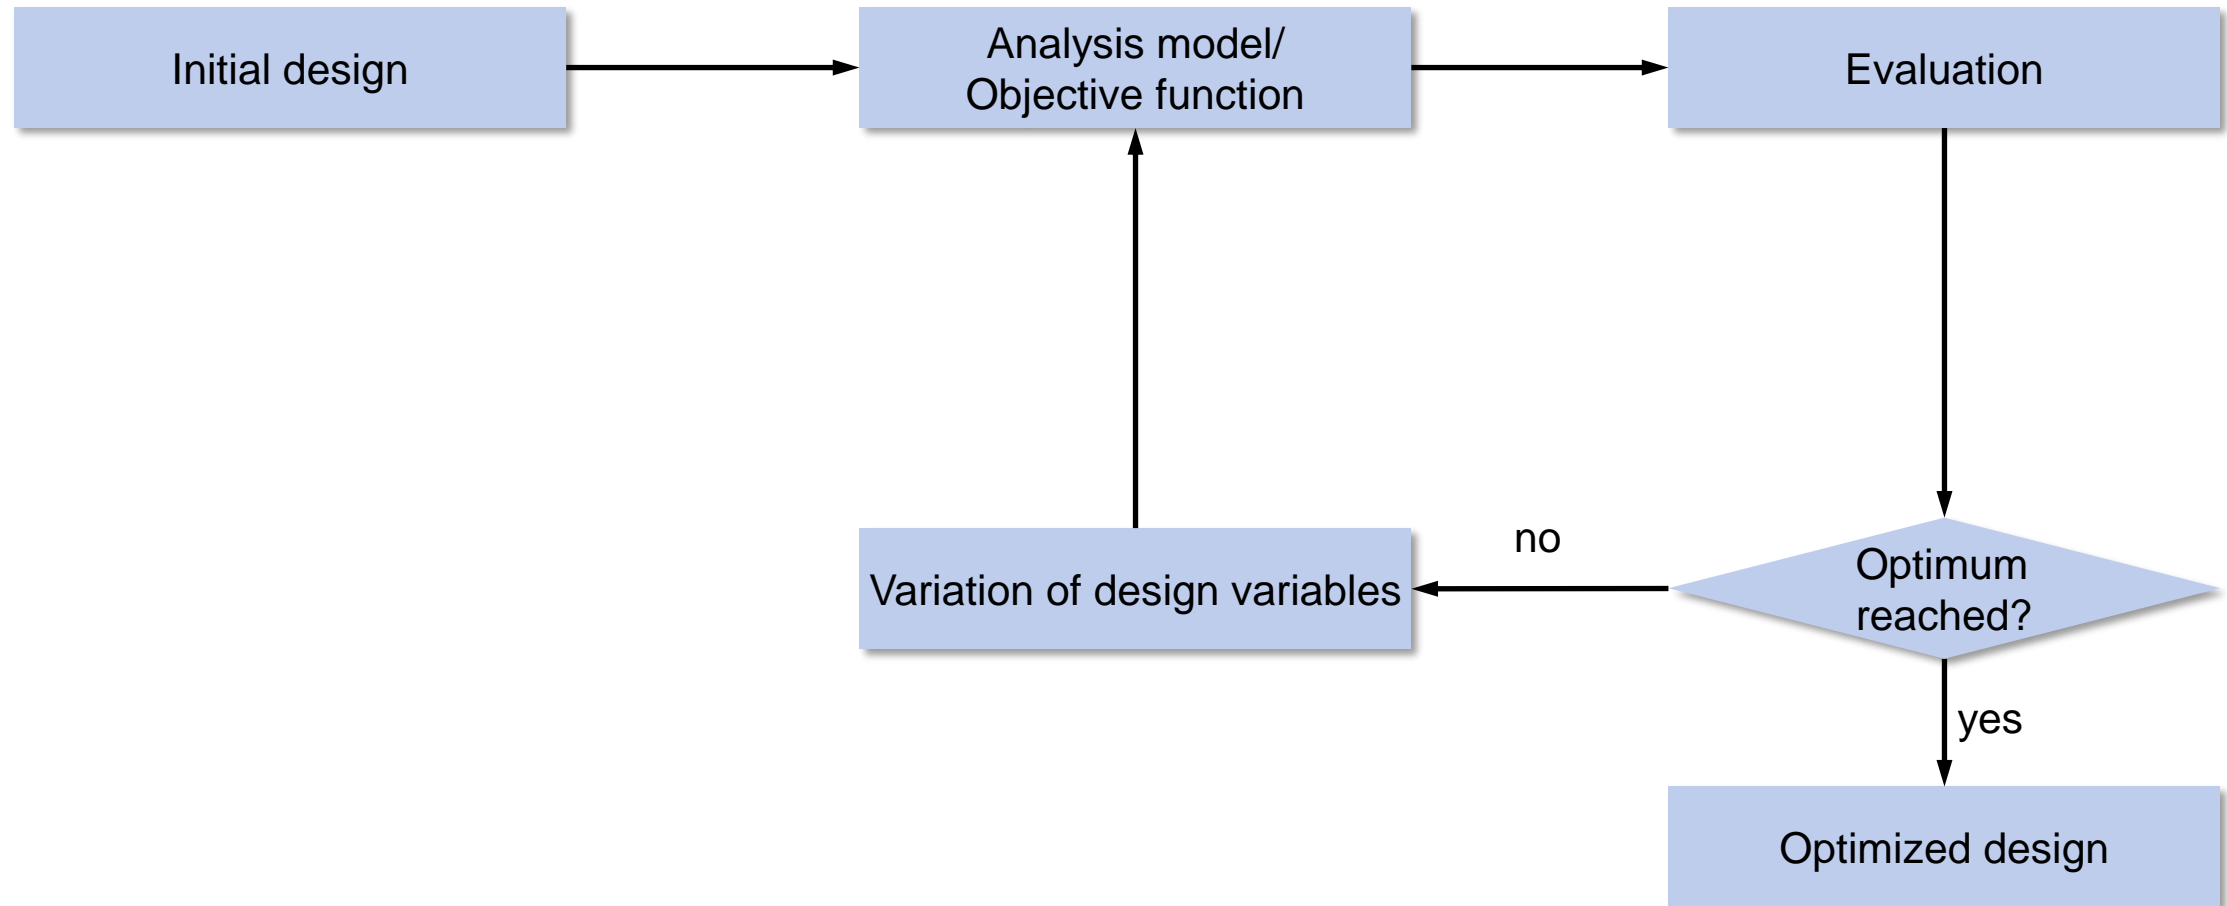 Initial design
Analysis model/
Objective function
Evaluation
Variation of design variables
no
Optimum
reached?
yes
Optimized design